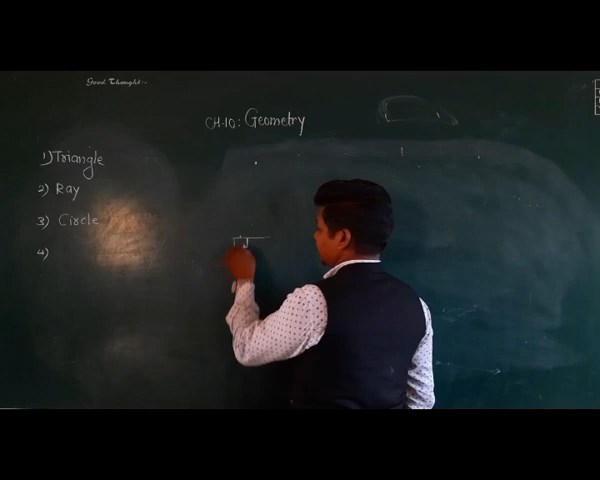 Good Thought:-
CH.10: Geometry
1) Triangle
2) Ray
3) Circle
4)